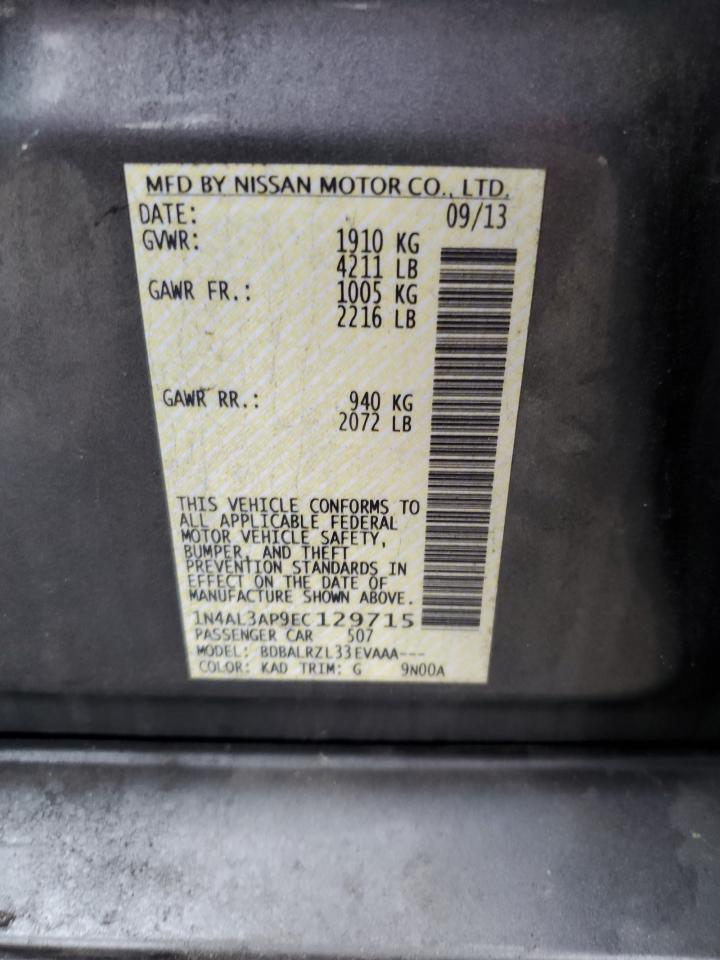 MFD BY NISSAN MOTOR CO., LTD.
DATE: 09/13
GVWR: 1910 KG
4211 LB
GAWR FR.: 1005 KG
2216 LB
GAWR RR.: 940 KG
2072 LB
THIS VEHICLE CONFORMS TO
ALL APPLICABLE FEDERAL
MOTOR VEHICLE SAFETY,
BUMPER, AND THEFT
PREVENTION STANDARDS IN
EFFECT ON THE DATE OF
MANUFACTURE SHOWN ABOVE.
1N4AL3AP9EC129715
PASSENGER CAR 507
MODEL: BDBALRZL33EVAAA---
COLOR: KAD TRIM: G 9N00A